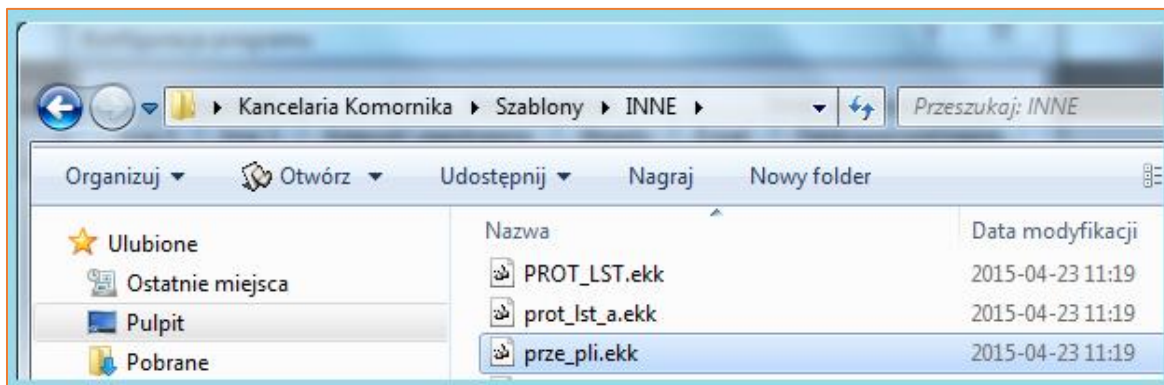 Kancelaria Komornika Szablony INNE Przeszukaj: INNE
Organizuj Otwórz Udostępnij Nagraj Nowy folder
Ulubione
Ostatnie miejsca
Pulpit
Pobrane
Nazwa Data modyfikacji
PROT_LST.ekk 2015-04-23 11:19
prot_lst_a.ekk 2015-04-23 11:19
prze_pli.ekk 2015-04-23 11:19